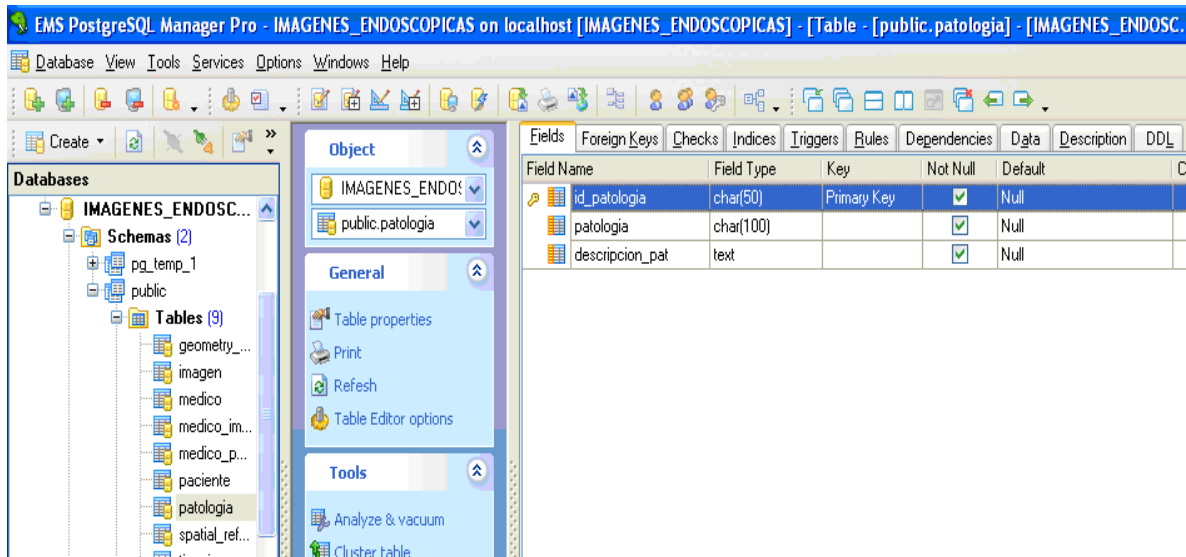 EMS PostgreSQL Manager Pro - IMAGENES_ENDOSCOPICAS on localhost [IMAGENES_ENDOSCOPICAS] - [Table - [public.patologia] - [IMAGENES_ENDOSC.
Database View Tools Services Options Windows Help
Create
Databases
IMAGENES_ENDOSC...
Schemas (2)
pg_temp_1
public
Tables (9)
geometry_...
imagen
medico
medico_im...
medico_p...
paciente
patologia
spatial_ref...
Object
IMAGENES_ENDOS
public.patologia
General
Table properties
Print
Refesh
Table Editor options
Tools
Analyze & vacuum
Cluster table
Fields Foreign Keys Checks Indices Triggers Rules Dependencies Data Description DDL
Field Name Field Type Key Not Null Default C
id_patologia char(50) Primary Key Null
patologia char(100) Null
descripcion_pat text Null